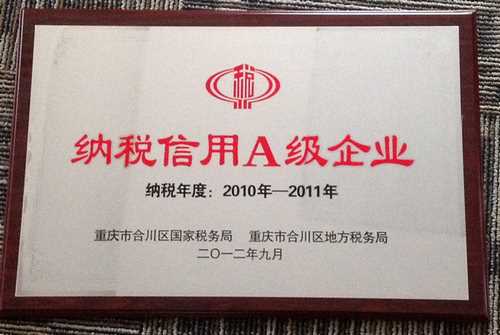 税
纳税信用A级企业
纳税年度：2010年—2011年
重庆市合川区国家税务局 重庆市合川区地方税务局
二〇一二年九月